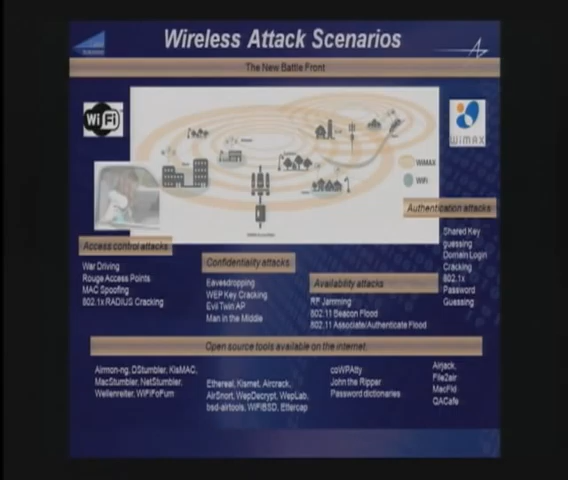 Wireless Attack Scenarios
The New Battle Front
WiFi
WiMAX
WiMAX
WiFi
Authentication attacks
Shared Key
guessing
Domain Login
Cracking
802.1x
Password
Guessing
Access control attacks
War Driving
Rouge Access Points
MAC Spoofing
802.1x RADIUS Cracking
Confidentiality attacks
Eavesdropping
WEP Key Cracking
Evil Twin AP
Man in the Middle
Availability attacks
RF Jamming
802.11 Beacon Flood
802.11 Associate/Authenticate Flood
Open source tools available on the internet.
Airmon-ng, DStumbler, KisMAC,
MacStumbler, NetStumbler,
Wellenreiter, WiFiFoFum
Ethereal, Kismet, Aircrack,
AirSnort, WepDecrypt, WepLab,
bsd-airtools, WiFiBSD, Ettercap
coWPAtty
John the Ripper
Password dictionaries
Airjack,
File2air
MacFld
QACafe